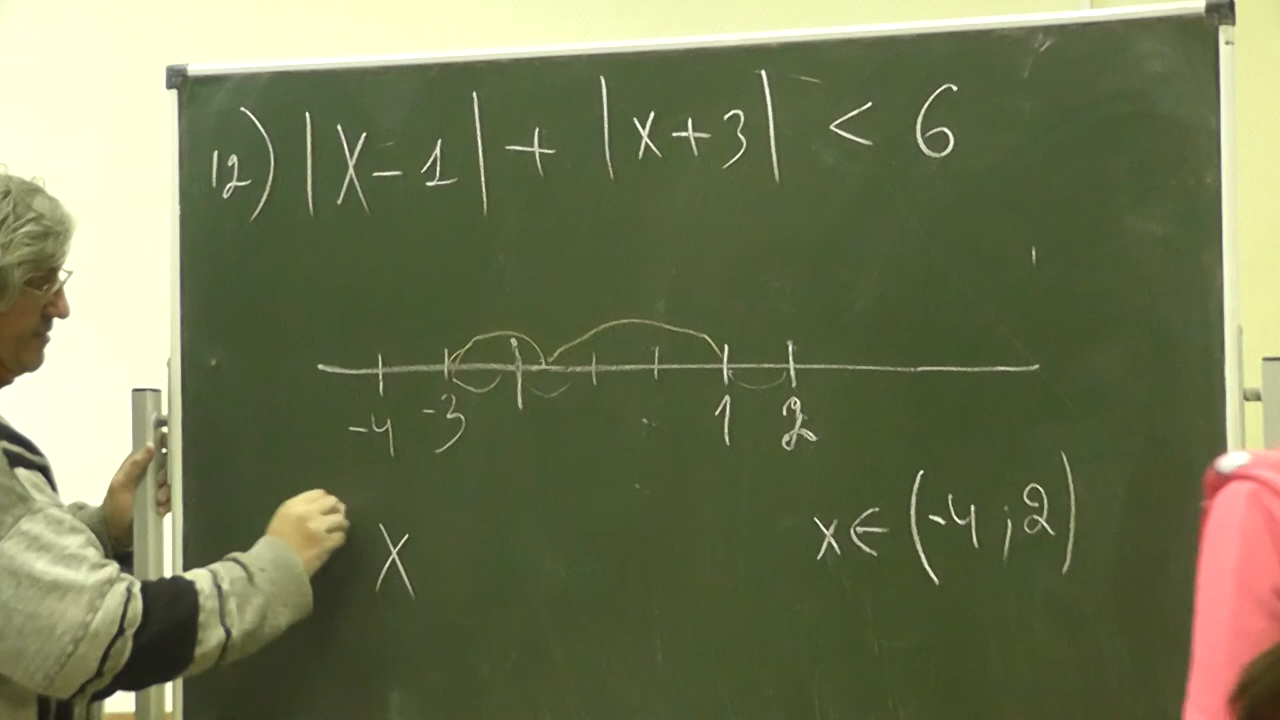 12) |x-1| + |x+3| < 6
-4 -3 1 2
x x∈(-4;2)